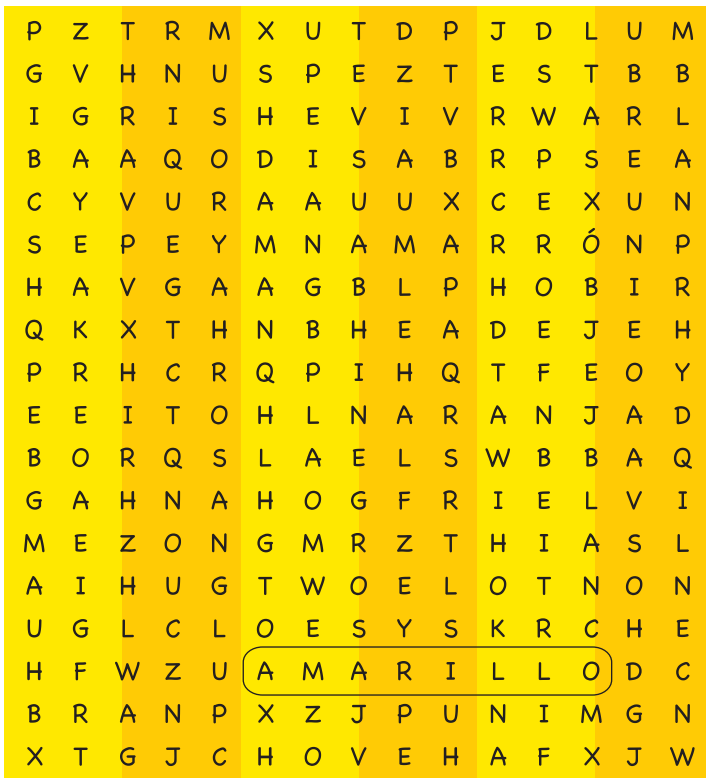 P Z T R M X U T D P J D L U M
G V H N U S P E Z T E S T B B
I G R I S H E V I V R W A R L
B A A Q O D I S A B R P S E A
C Y V U R A A U U X C E X U N
S E P E Y M N A M A R R Ó N P
H A V G A A G B L P H O B I R
Q K X T H N B H E A D E J E H
P R H C R Q P I H Q T F E O Y
E E I T O H L N A R A N J A D
B O R Q S L A E L S W B B A Q
G A H N A H O G F R I E L V I
M E Z O N G M R Z T H I A S L
A I H U G T W O E L O T N O N
U G L C L O E S Y S K R C H E
H F W Z U A M A R I L L O D C
B R A N P X Z J P U N I M G N
X T G J C H O V E H A F X J W